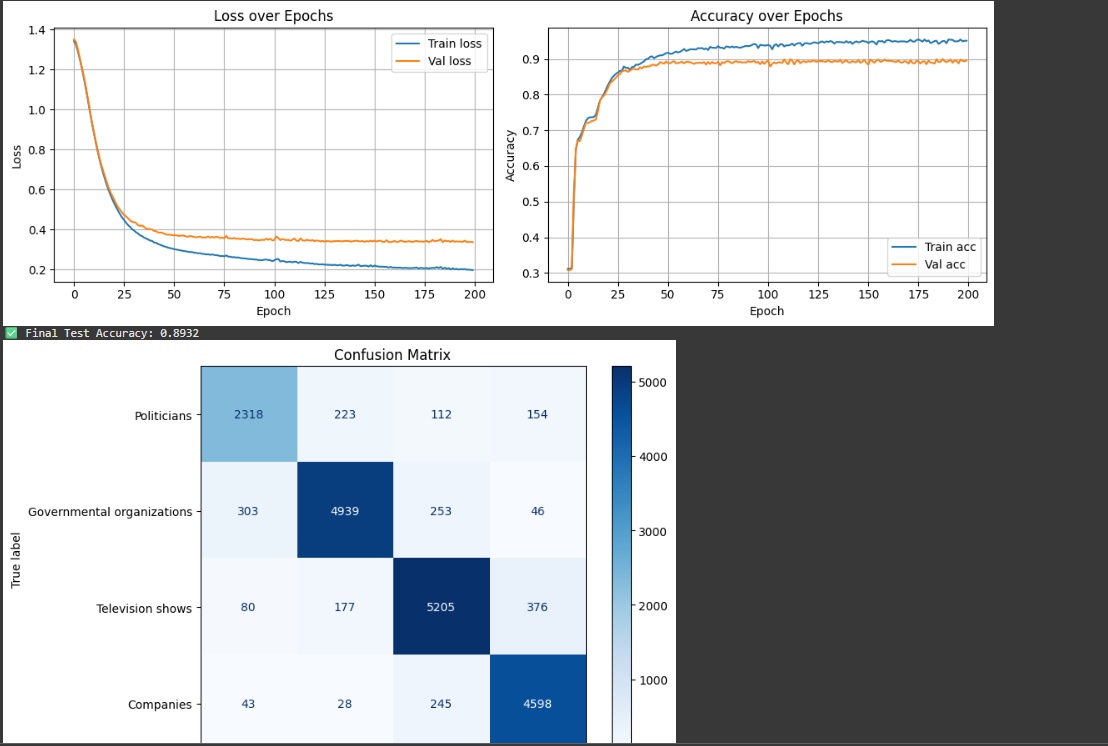 Loss over Epochs
1.4
1.2
1.0
0.8
0.6
0.4
0.2
Loss
Train loss
Val loss
0 25 50 75 100 125 150 175 200
Epoch
Accuracy over Epochs
0.9
0.8
0.7
0.6
0.5
0.4
0.3
Accuracy
Train acc
Val acc
0 25 50 75 100 125 150 175 200
Epoch
✅ Final Test Accuracy: 0.8932
Confusion Matrix
True label
Politicians 2318 223 112 154
Governmental organizations 303 4939 253 46
Television shows 80 177 5205 376
Companies 43 28 245 4598
5000
4000
3000
2000
1000